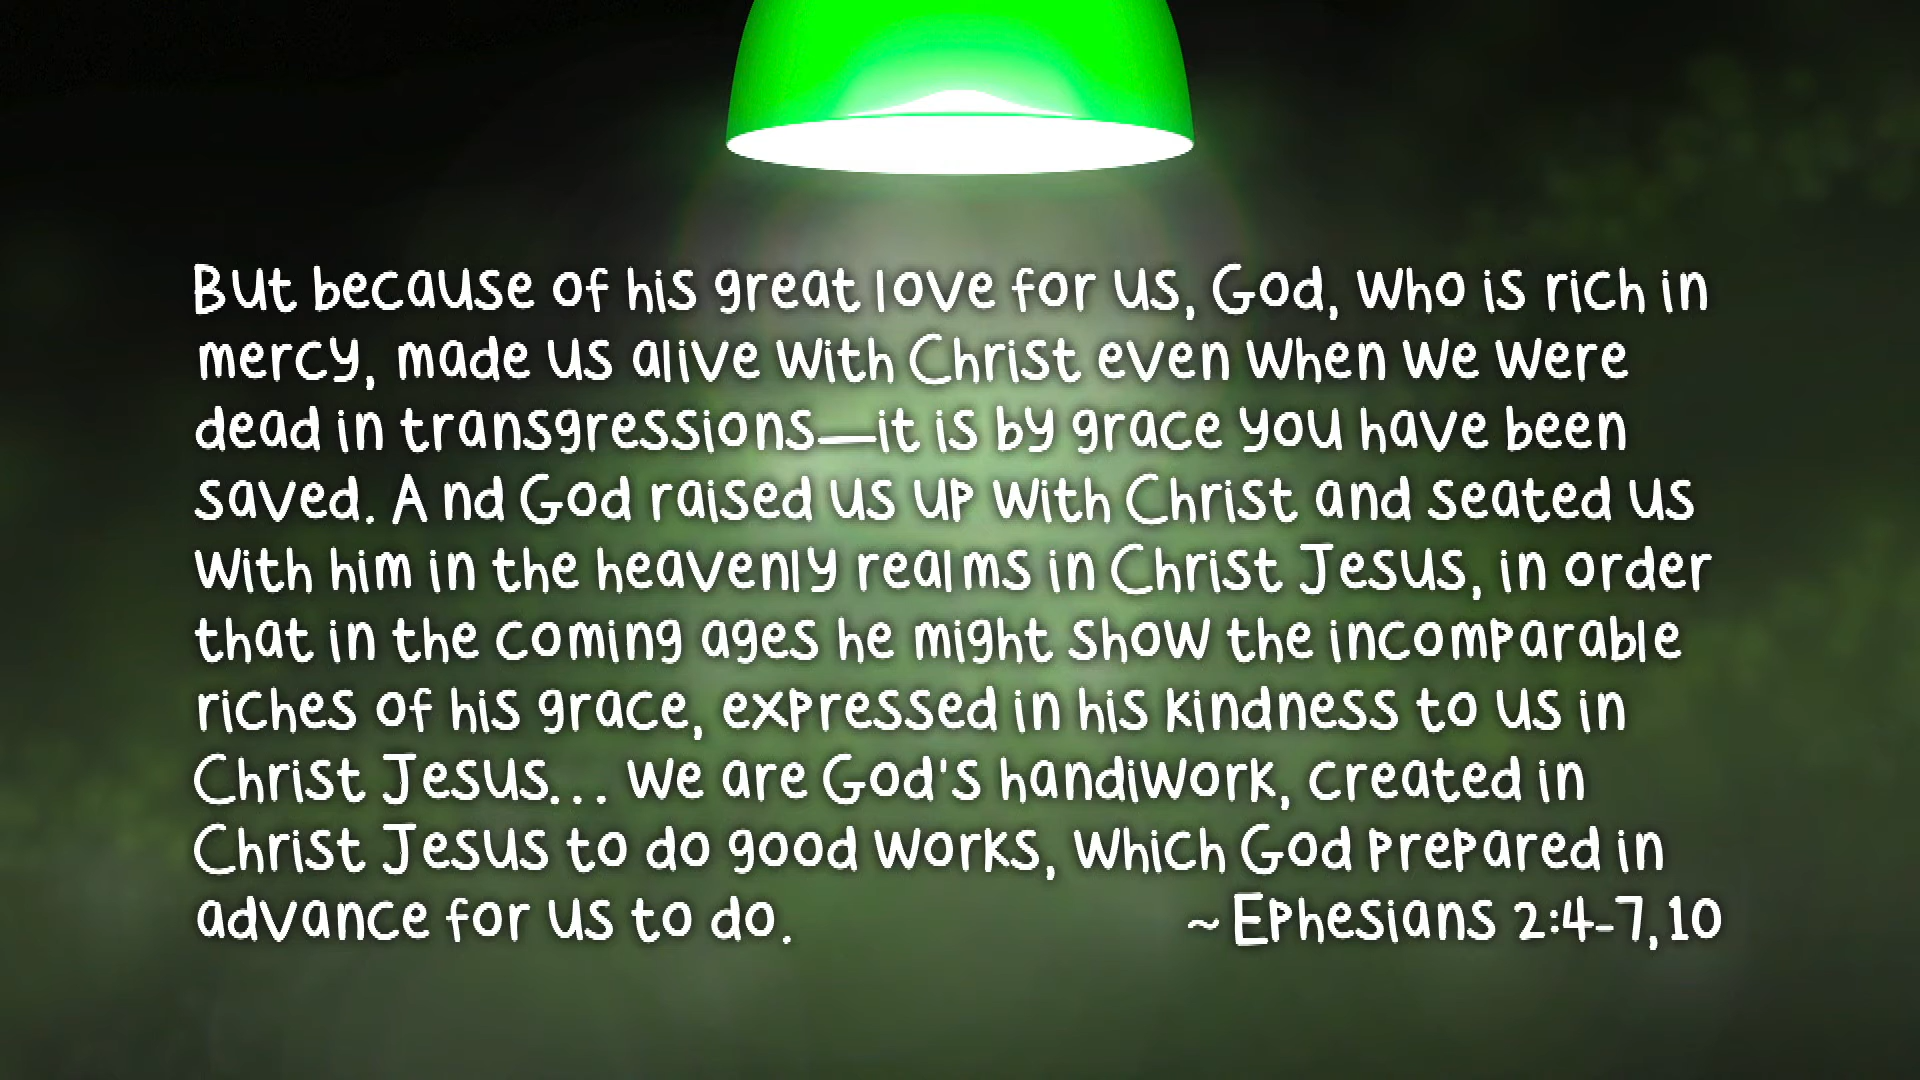 But because of his great love for us, God, who is rich in
mercy, made us alive with Christ even when we were
dead in transgressions—it is by grace you have been
saved. And God raised us up with Christ and seated us
with him in the heavenly realms in Christ Jesus, in order
that in the coming ages he might show the incomparable
riches of his grace, expressed in his kindness to us in
Christ Jesus... We are God's handiwork, created in
Christ Jesus to do good works, which God prepared in
advance for us to do. ~ Ephesians 2:4-7,10